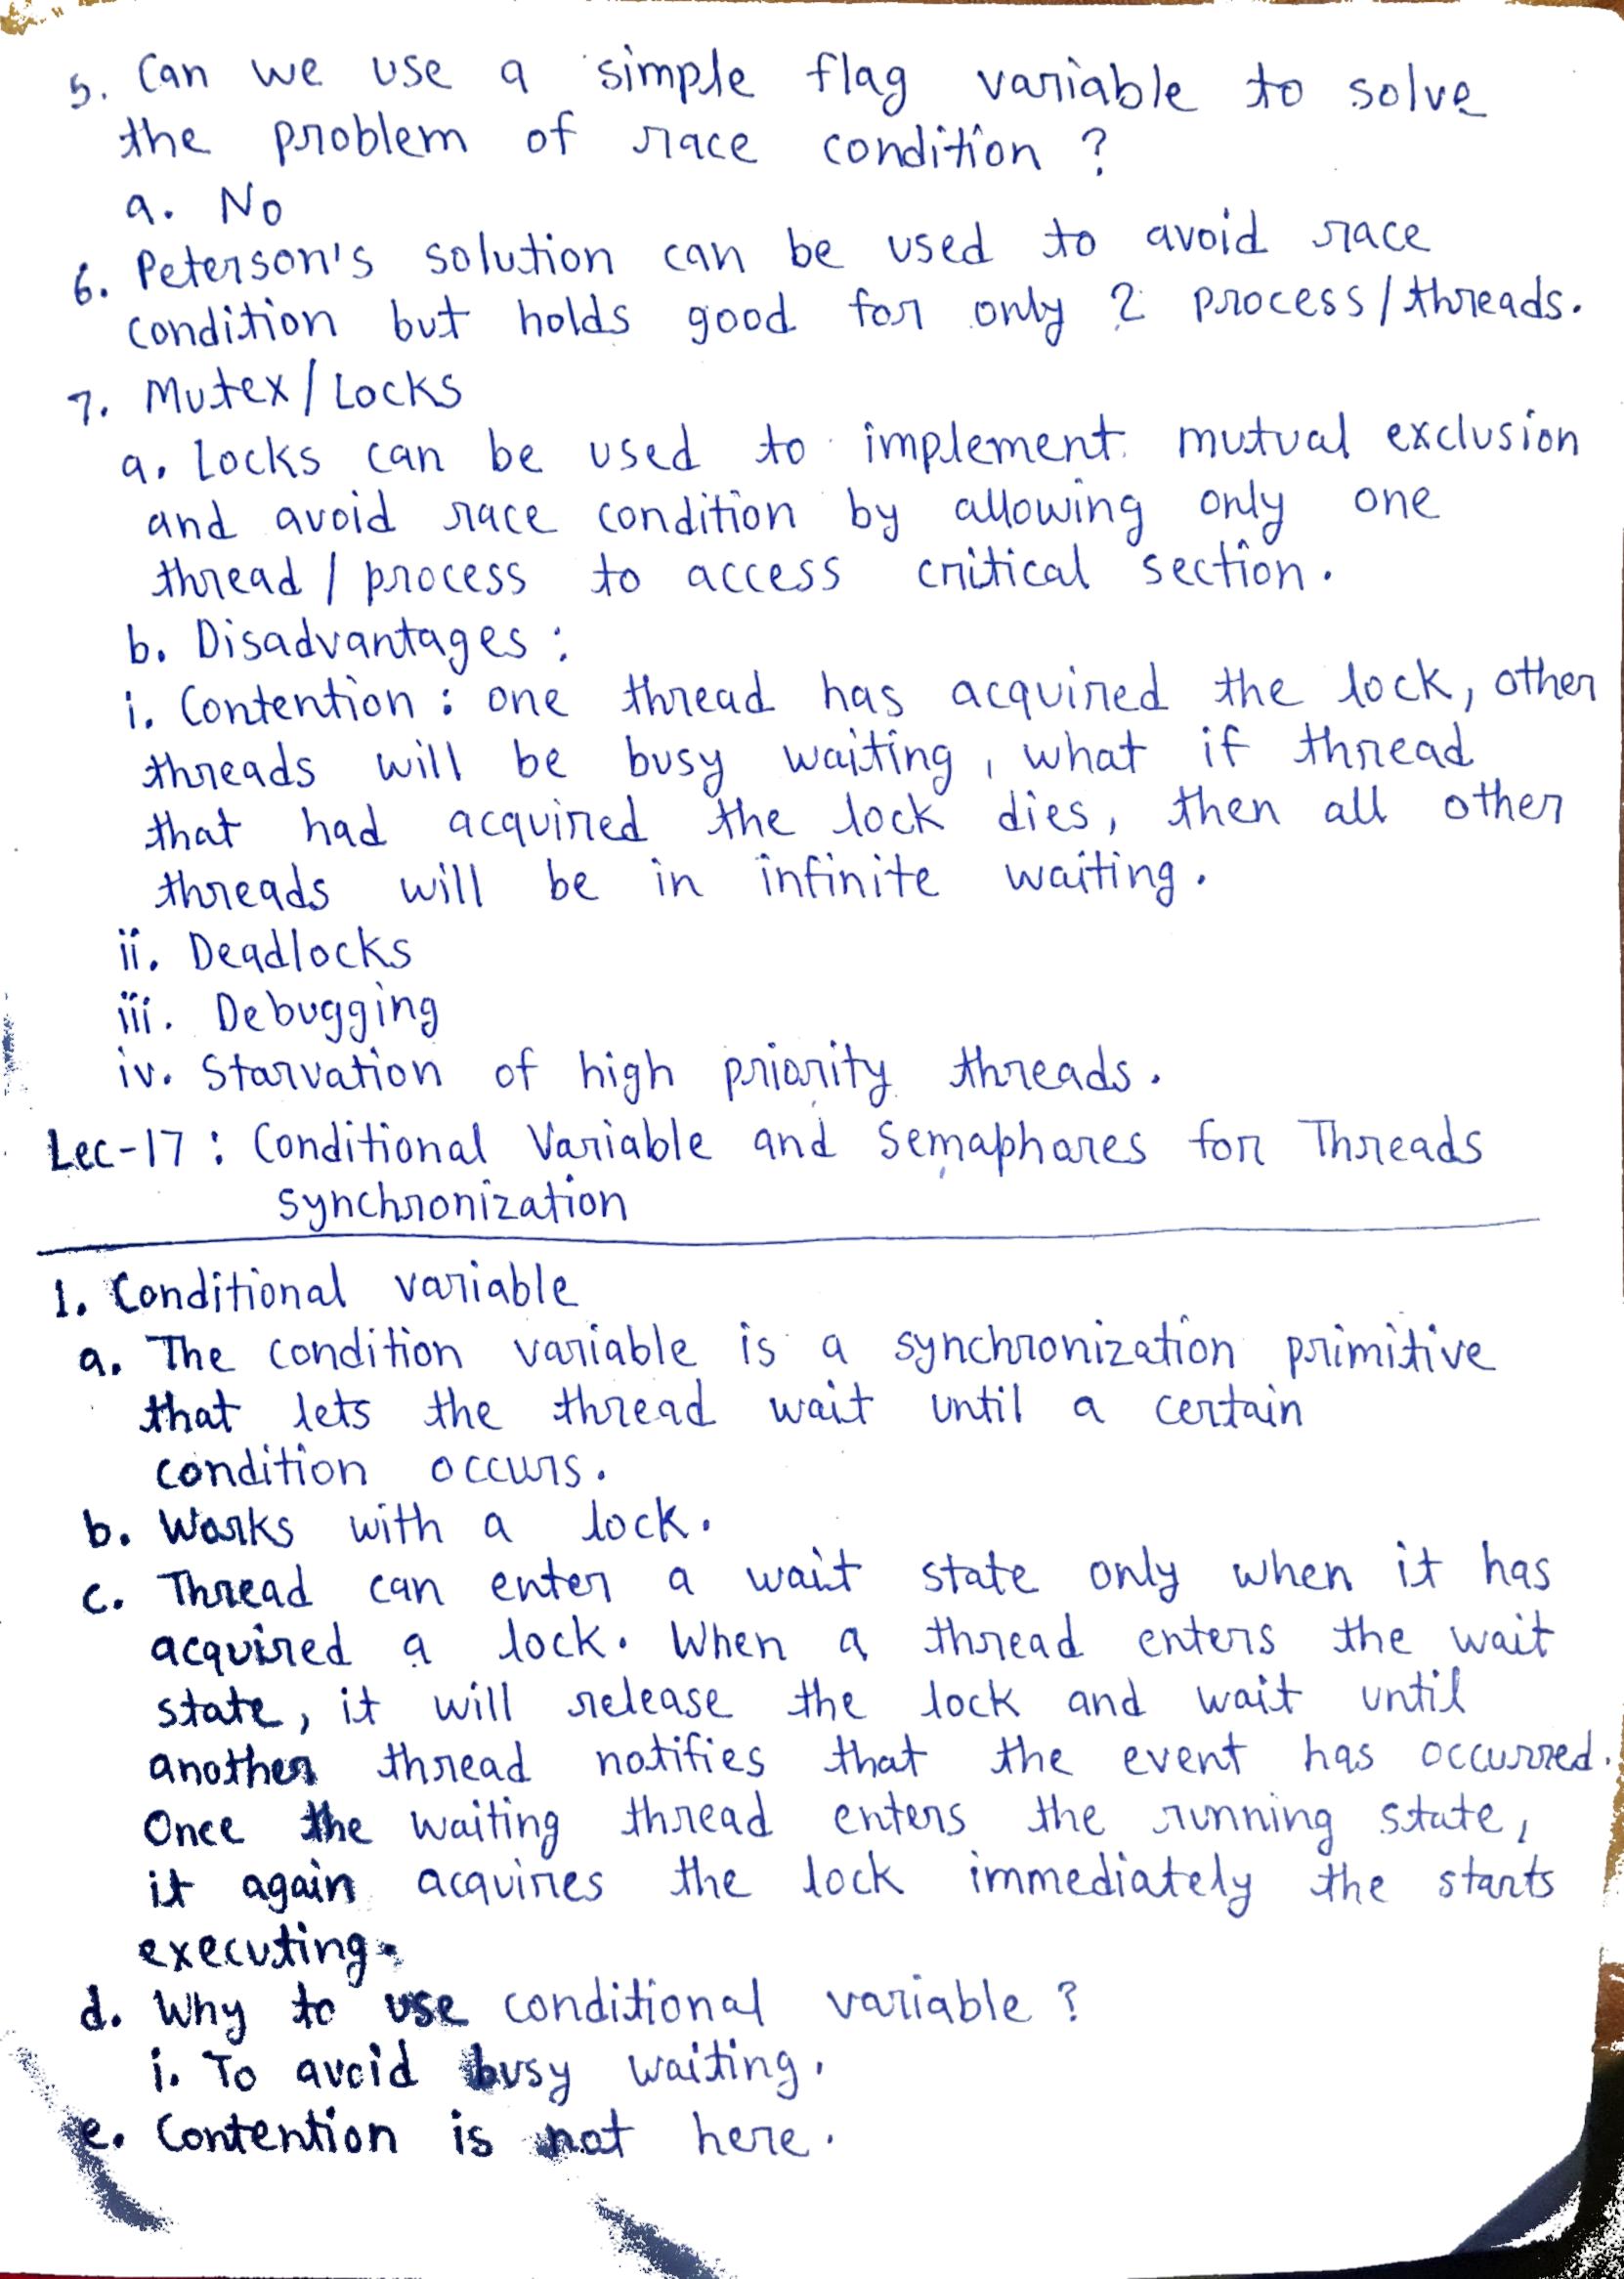 5. Can we use a simple flag variable to solve
the problem of race condition ?
a. No
6. Peterson's solution can be used to avoid race
condition but holds good for only 2 process/threads.
7. Mutex/Locks
a. Locks can be used to implement mutual exclusion
and avoid race condition by allowing only one
thread / process to access critical section.
b. Disadvantages :
i. Contention : one thread has acquired the lock, other
threads will be busy waiting, what if thread
that had acquired the lock dies, then all other
threads will be in infinite waiting.
ii. Deadlocks
iii. Debugging
iv. Starvation of high priority threads.
Lec-17 : Conditional Variable and Semaphores for Threads
synchronization
1. Conditional variable
a. The condition variable is a synchronization primitive
that lets the thread wait until a certain
condition occurs.
b. Works with a lock.
c. Thread can enter a wait state only when it has
acquired a lock. When a thread enters the wait
state, it will release the lock and wait until
another thread notifies that the event has occurred.
Once the waiting thread enters the running state,
it again acquires the lock immediately the starts
executing.
d. Why to use conditional variable ?
i. To avoid busy waiting.
e. Contention is not here.